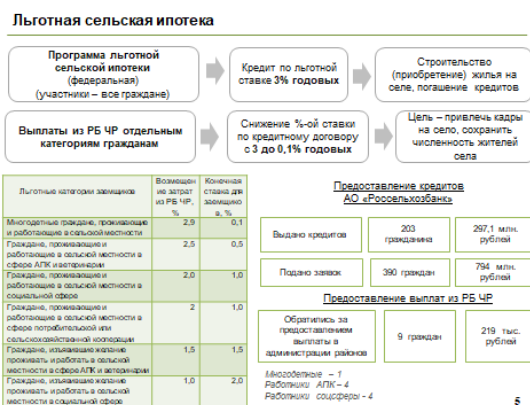 Льготная сельская ипотека
Программа льготной
сельской ипотеки
(федеральная)
(участники – все граждане)
Кредит по льготной
ставке 3% годовых
Строительство
(приобретение) жилья на
селе, погашение кредитов
Выплаты из РБ ЧР отдельным
категориям гражданам
Снижение %-ой ставки
по кредитному договору
с 3 до 0,1% годовых
Цель – привлечь кадры
на село, сохранить
численность жителей
села
Льготные категории заемщиков
Возмещен
ие затрат
из РБ ЧР,
%
Конечная
ставка для
заемщико
в, %
Многодетные граждане, проживающие
и работающие в сельской местности
2,9
0,1
Граждане, проживающие и
работающие в сельской местности в
сфере АПК и ветеринарии
2,5
0,5
Граждане, проживающие и
работающие в сельской местности в
социальной сфере
2,0
1,0
Граждане, проживающие и
работающие в сельской местности в
сфере потребительской или
сельскохозяйственной кооперации
2
1,0
Граждане, изъявившие желание
проживать и работать в сельской
местности в сфере АПК и ветеринарии
1,5
1,5
Граждане, изъявившие желание
проживать и работать в сельской
местности в социальной сфере
1,0
2,0
Предоставление кредитов
АО «Россельхозбанк»
Выдано кредитов
203
гражданина
297,1 млн.
рублей
Подано заявок
390 граждан
794 млн.
рублей
Предоставление выплат из РБ ЧР
Обратились за
предоставлением
выплаты в
администрации районов
9 граждан
219 тыс.
рублей
Многодетные – 1
Работники АПК – 4
Работники соцсферы - 4
5